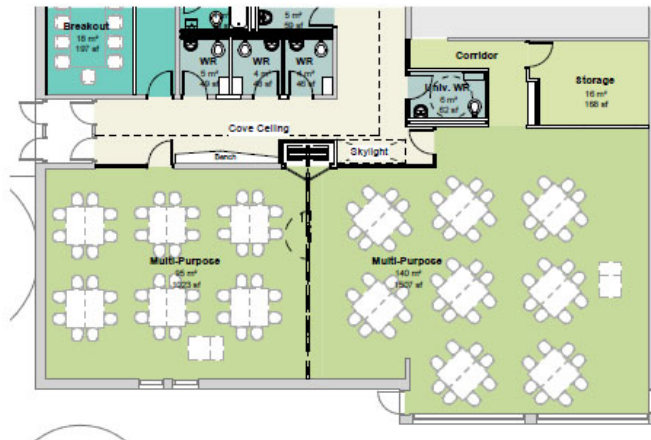 5 m²
50 sf
Breakout
18 m²
197 sf
Corridor
WR
WR
WR
5 m²
4 m²
4 m²
49 sf
46 sf
46 sf
Storage
16 m²
168 sf
Univ. WR
6 m²
62 sf
Cove Ceiling
Bench
Skylight
Multi-Purpose
95 m²
1023 sf
Multi-Purpose
140 m²
1507 sf